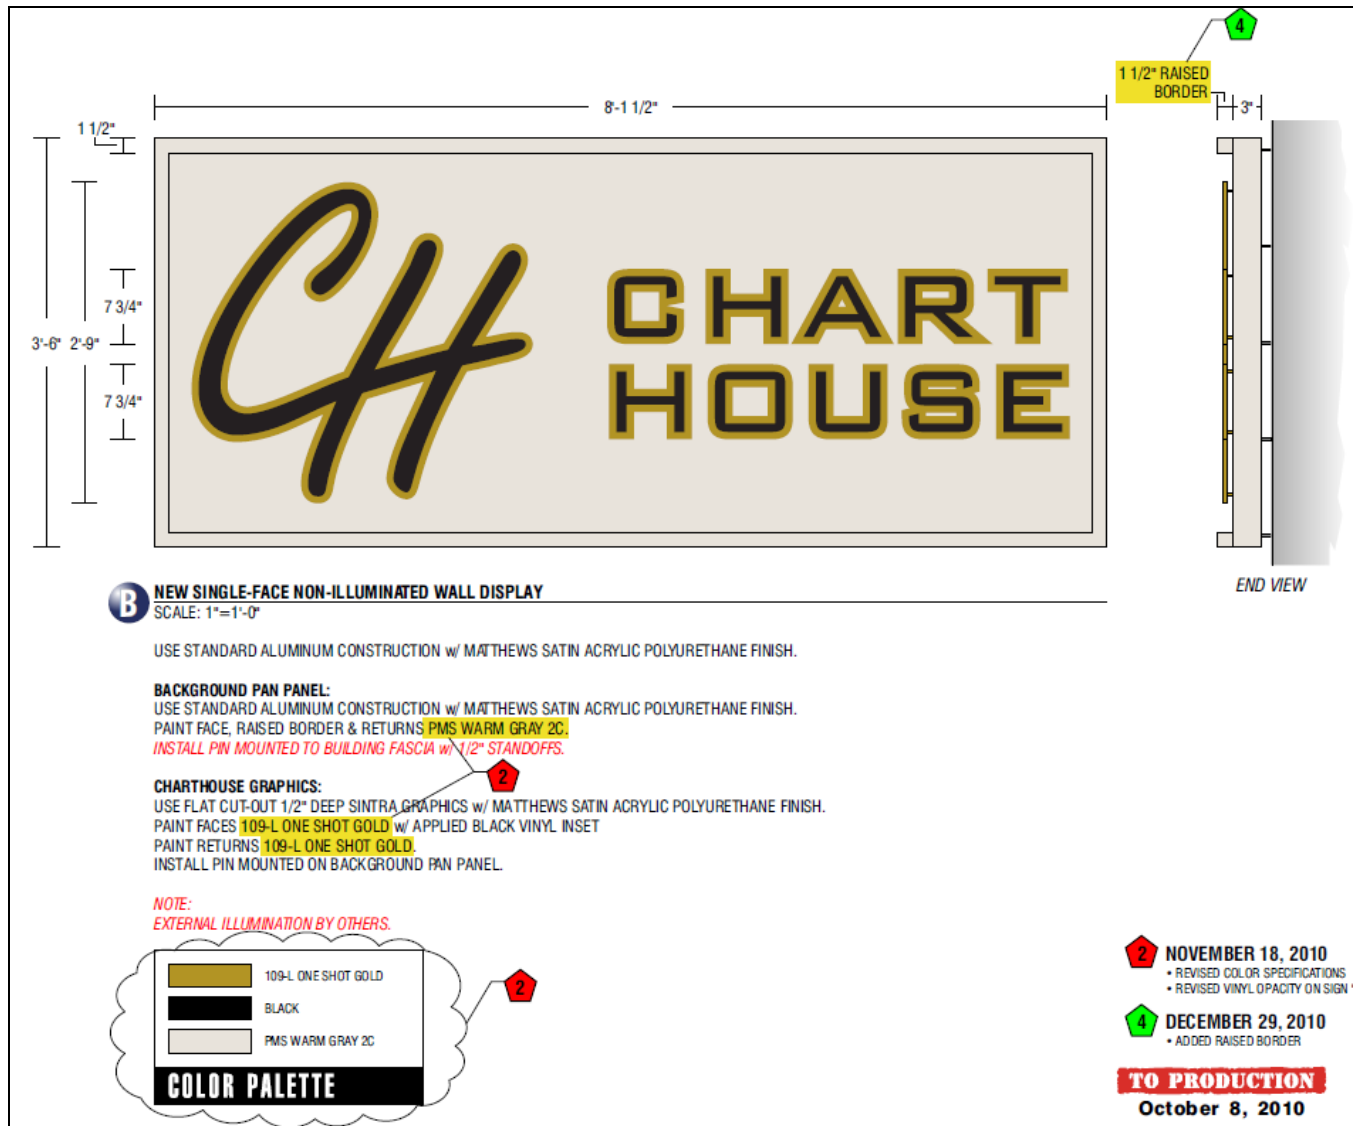 4
1 1/2" RAISED
BORDER
3"
8'-1 1/2"
1 1/2"
7 3/4"
3'-6"
2'-9"
7 3/4"
CH
CHART
HOUSE
END VIEW
B
NEW SINGLE-FACE NON-ILLUMINATED WALL DISPLAY
SCALE: 1"=1'-0"
USE STANDARD ALUMINUM CONSTRUCTION w/ MATTHEWS SATIN ACRYLIC POLYURETHANE FINISH.
BACKGROUND PAN PANEL:
USE STANDARD ALUMINUM CONSTRUCTION w/ MATTHEWS SATIN ACRYLIC POLYURETHANE FINISH.
PAINT FACE, RAISED BORDER & RETURNS PMS WARM GRAY 2C.
INSTALL PIN MOUNTED TO BUILDING FASCIA w/ 1/2" STANDOFFS.
2
CHARTHOUSE GRAPHICS:
USE FLAT CUT-OUT 1/2" DEEP SINTRA GRAPHICS w/ MATTHEWS SATIN ACRYLIC POLYURETHANE FINISH.
PAINT FACES 109-L ONE SHOT GOLD w/ APPLIED BLACK VINYL INSET
PAINT RETURNS 109-L ONE SHOT GOLD.
INSTALL PIN MOUNTED ON BACKGROUND PAN PANEL.
NOTE:
EXTERNAL ILLUMINATION BY OTHERS.
109-L ONE SHOT GOLD
BLACK
PMS WARM GRAY 2C
COLOR PALETTE
2
2 NOVEMBER 18, 2010
• REVISED COLOR SPECIFICATIONS
• REVISED VINYL OPACITY ON SIGN
4 DECEMBER 29, 2010
• ADDED RAISED BORDER
TO PRODUCTION
October 8, 2010